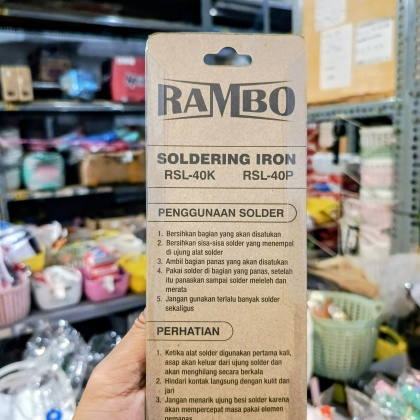 RAMBO
SOLDERING IRON
RSL-40K RSL-40P
PENGGUNAAN SOLDER
1. Bersihkan bagian yang akan disatukan
2. Bersihkan sisa-sisa solder yang menempel
di ujung alat solder
3. Ambil bagian panas yang akan disatukan
4. Pakai solder di bagian yang panas, setelah
itu panaskan sampai solder meleleh dan
merata
5. Jangan gunakan terlalu banyak solder
sekaligus
PERHATIAN
1. Ketika alat solder digunakan pertama kali,
asap akan keluar dari ujung solder dan
akan menghilang secara berkala
2. Hindari kontak langsung dengan kulit dan
jari
3. Jangan menarik ujung besi solder karena
akan mempercepat masa pakai elemen
pemanas